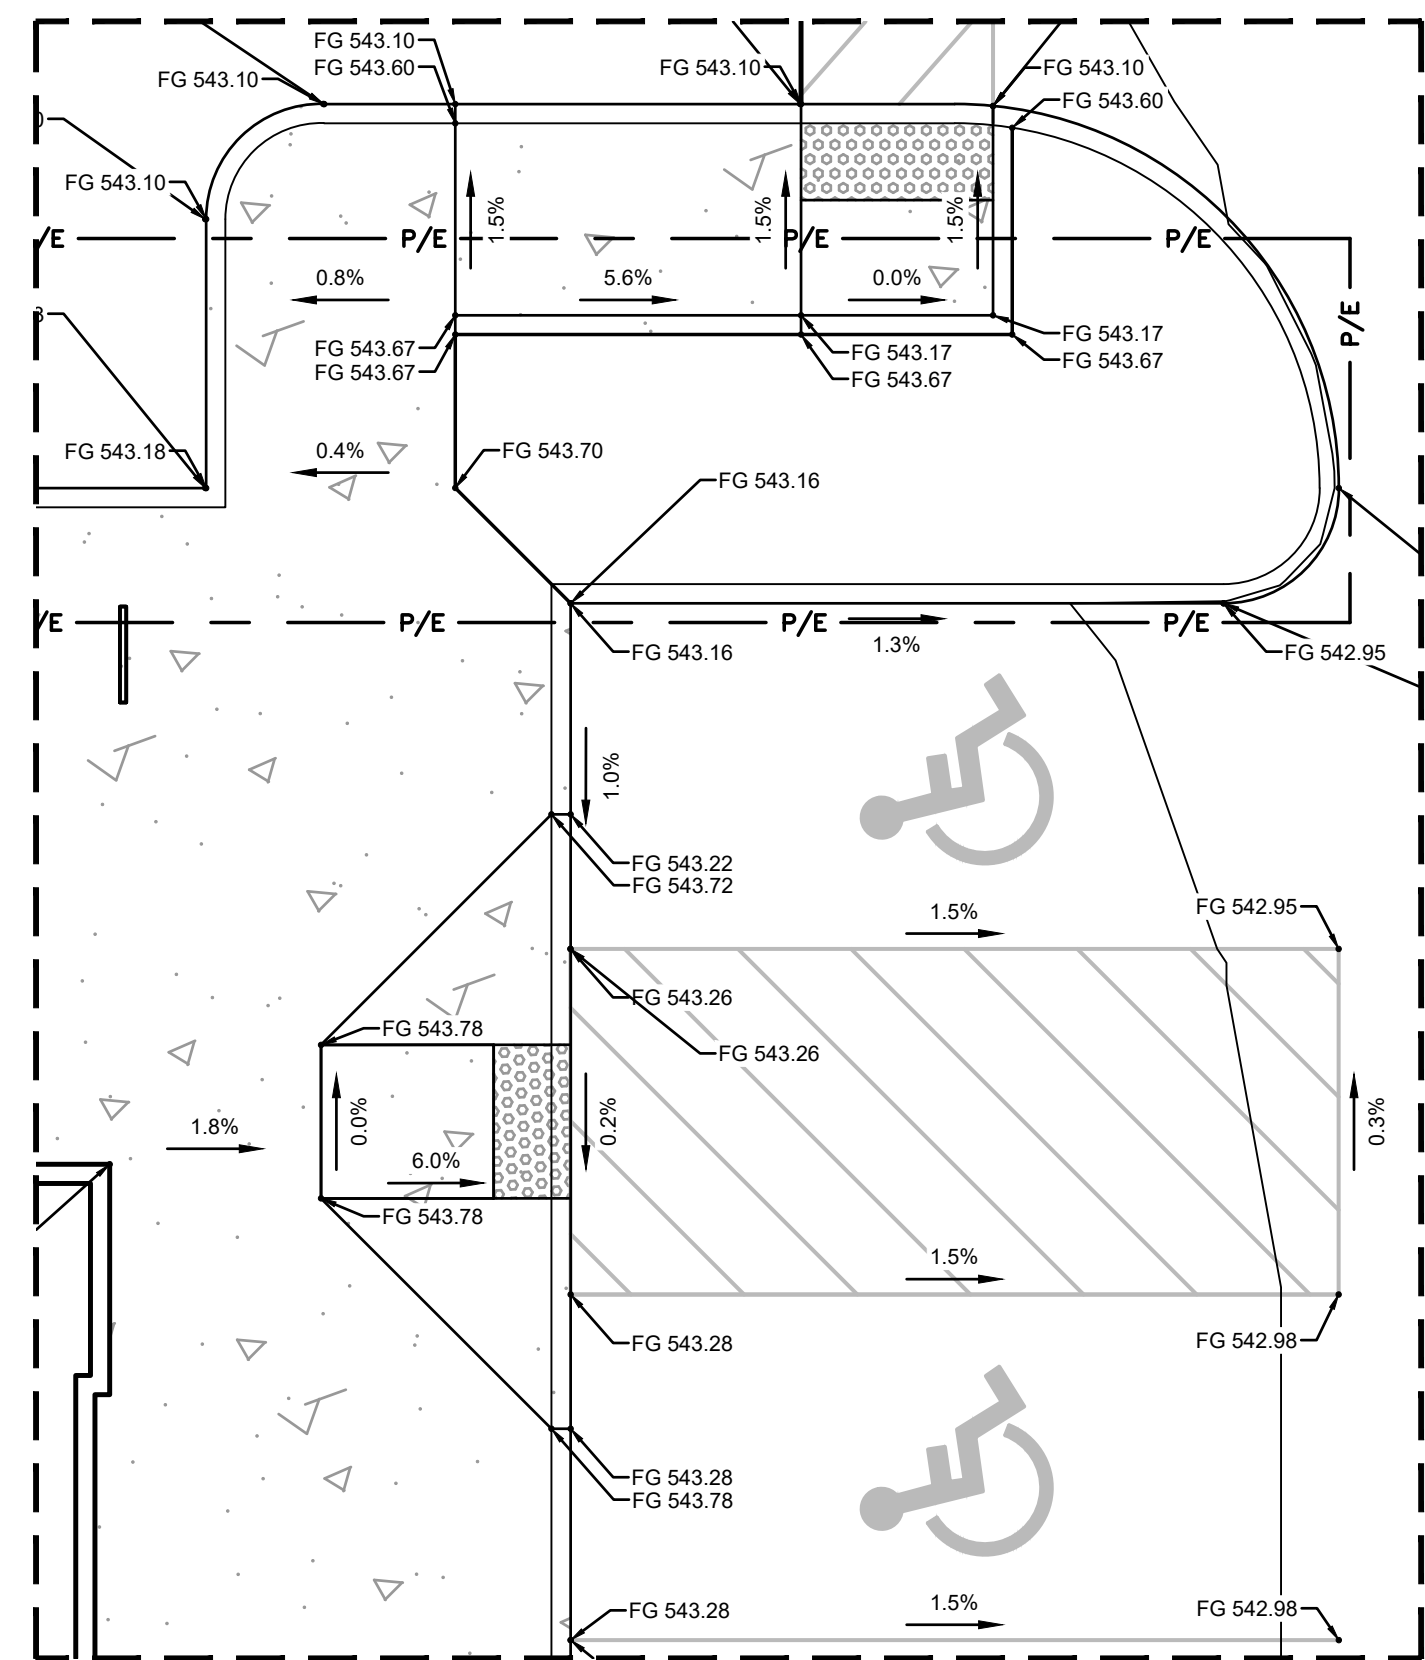 FG 543.10
FG 543.60
FG 543.10
FG 543.10
FG 543.10
FG 543.60
FG 543.10
1.5%
1.5%
1.5%
P/E
P/E
P/E
P/E
0.8%
5.6%
0.0%
P/E
FG 543.67
FG 543.67
FG 543.17
FG 543.67
FG 543.17
FG 543.67
FG 543.18
0.4%
FG 543.70
FG 543.16
P/E
P/E
P/E
P/E
1.3%
FG 543.16
FG 542.95
1.0%
FG 543.22
FG 543.72
1.5%
FG 542.95
FG 543.26
FG 543.26
FG 543.78
1.8%
0.0%
6.0%
0.2%
0.3%
FG 543.78
1.5%
FG 543.28
FG 542.98
FG 543.28
FG 543.78
FG 543.28
1.5%
FG 542.98